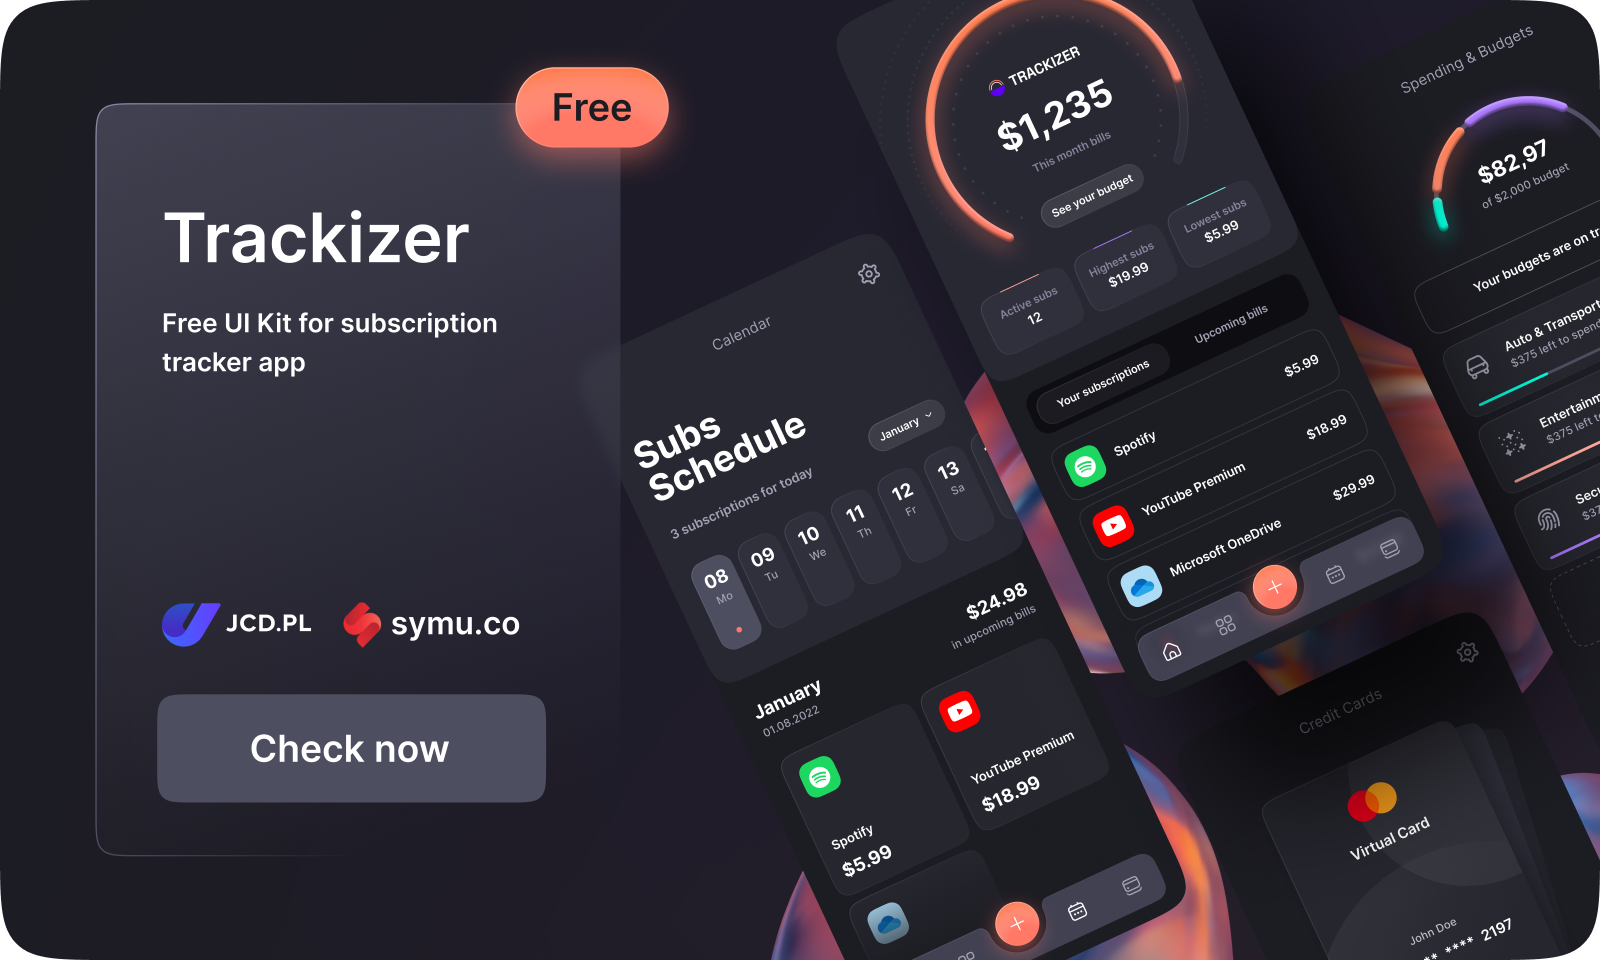 Free
Trackizer
Free UI Kit for subscription
tracker app
JCD.PL
symu.co
Check now
Calendar
Subs
Schedule
January
3 subscriptions for today
08
Mo
09
Tu
10
We
11
Th
12
Fr
13
Sa
$24.98
in upcoming bills
January
01.08.2022
Spotify
$5.99
YouTube Premium
$18.99
TRACKIZER
$1,235
This month bills
See your budget
Active subs
12
Highest subs
$19.99
Lowest subs
$5.99
Your subscriptions
Upcoming bills
Spotify
$5.99
YouTube Premium
$18.99
Microsoft OneDrive
$29.99
Spending & Budgets
$82,97
of $2,000 budget
Your budgets are on
Auto & Transport
$375 left to spend
$375 left
Credit Cards
Virtual Card
John Doe
**** 2197